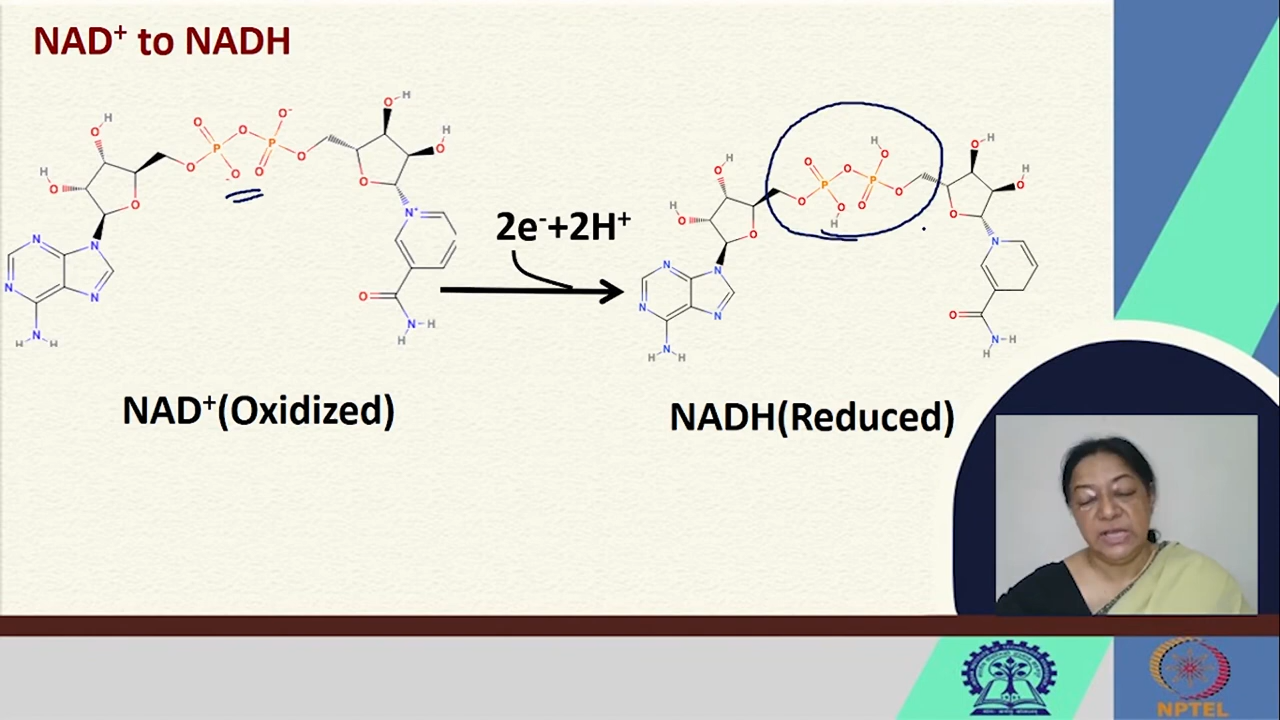 NAD⁺ to NADH
2e⁻+2H⁺
NAD⁺(Oxidized)
NADH(Reduced)
NPTEL